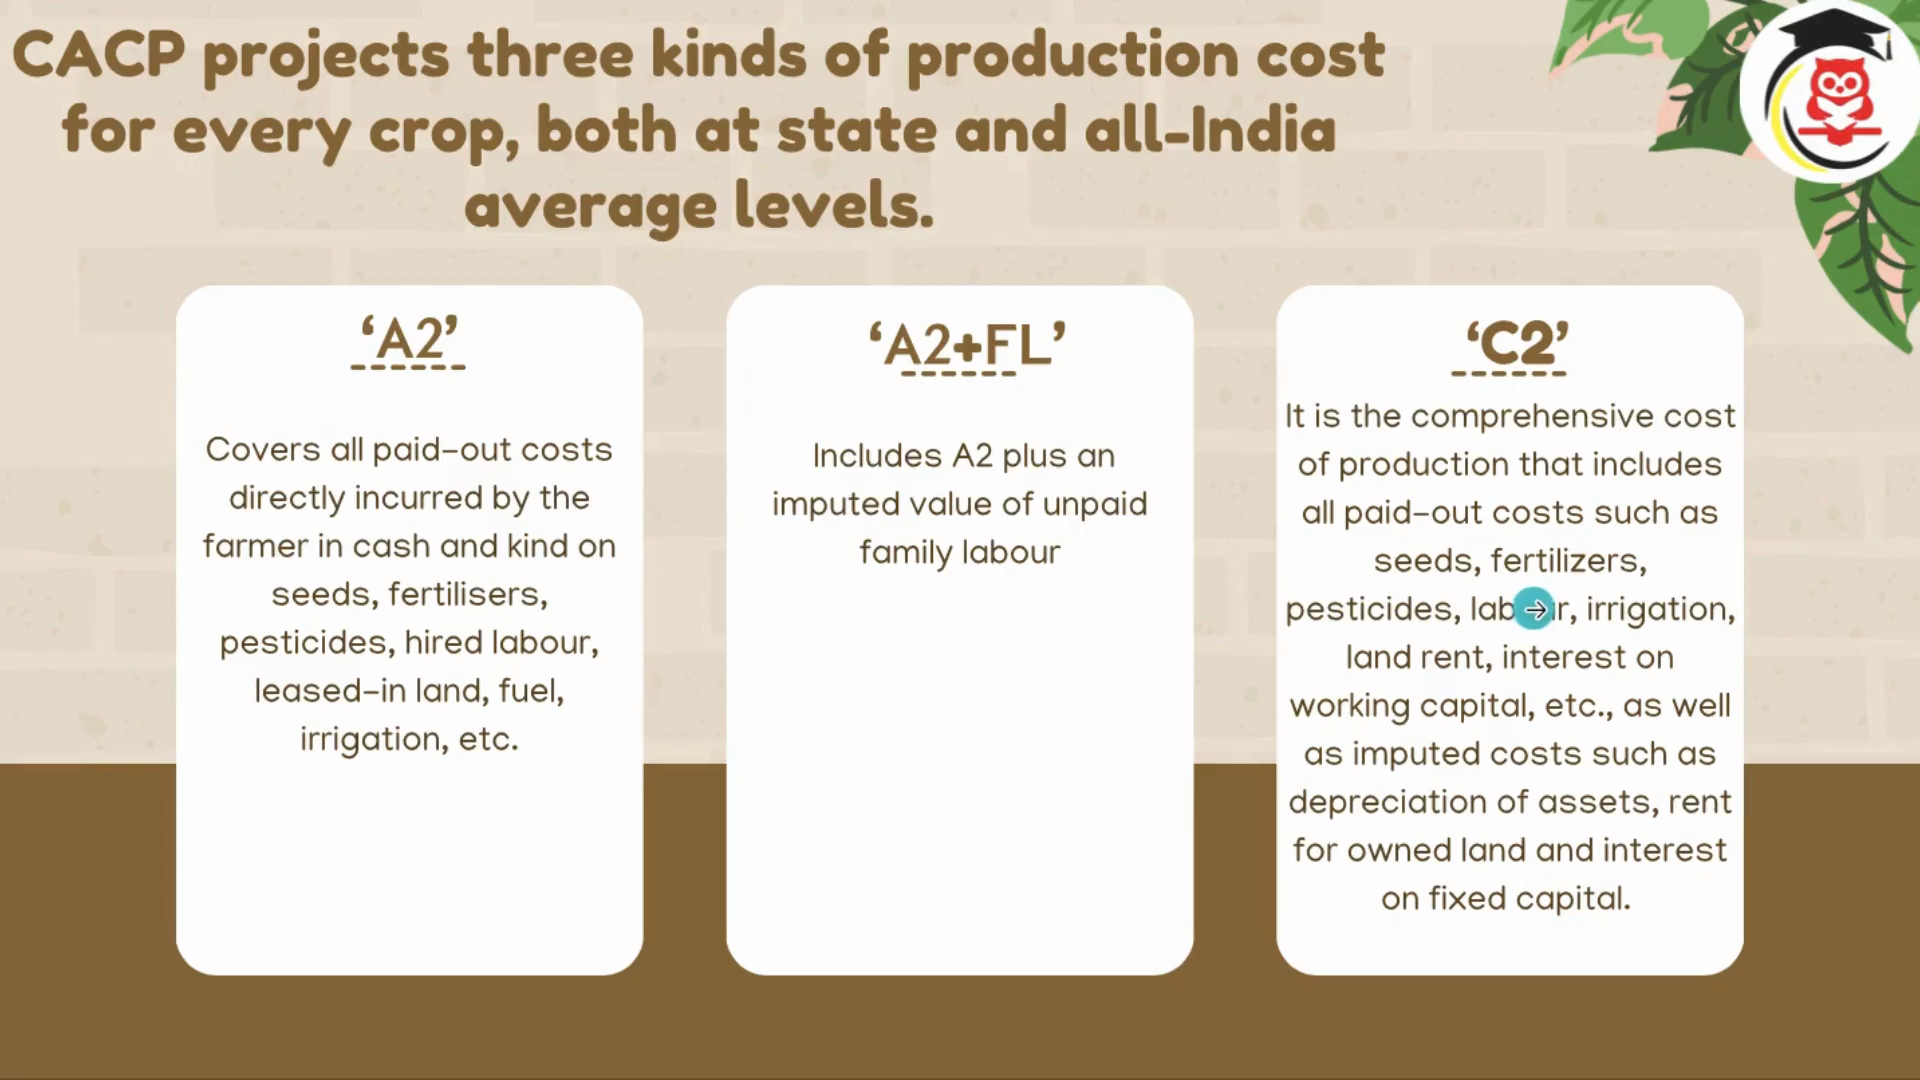 CACP projects three kinds of production cost
for every crop, both at state and all-India
average levels.
‘A2’
Covers all paid-out costs
directly incurred by the
farmer in cash and kind on
seeds, fertilisers,
pesticides, hired labour,
leased-in land, fuel,
irrigation, etc.
‘A2+FL’
Includes A2 plus an
imputed value of unpaid
family labour
‘C2’
It is the comprehensive cost
of production that includes
all paid-out costs such as
seeds, fertilizers,
pesticides, labour, irrigation,
land rent, interest on
working capital, etc., as well
as imputed costs such as
depreciation of assets, rent
for owned land and interest
on fixed capital.